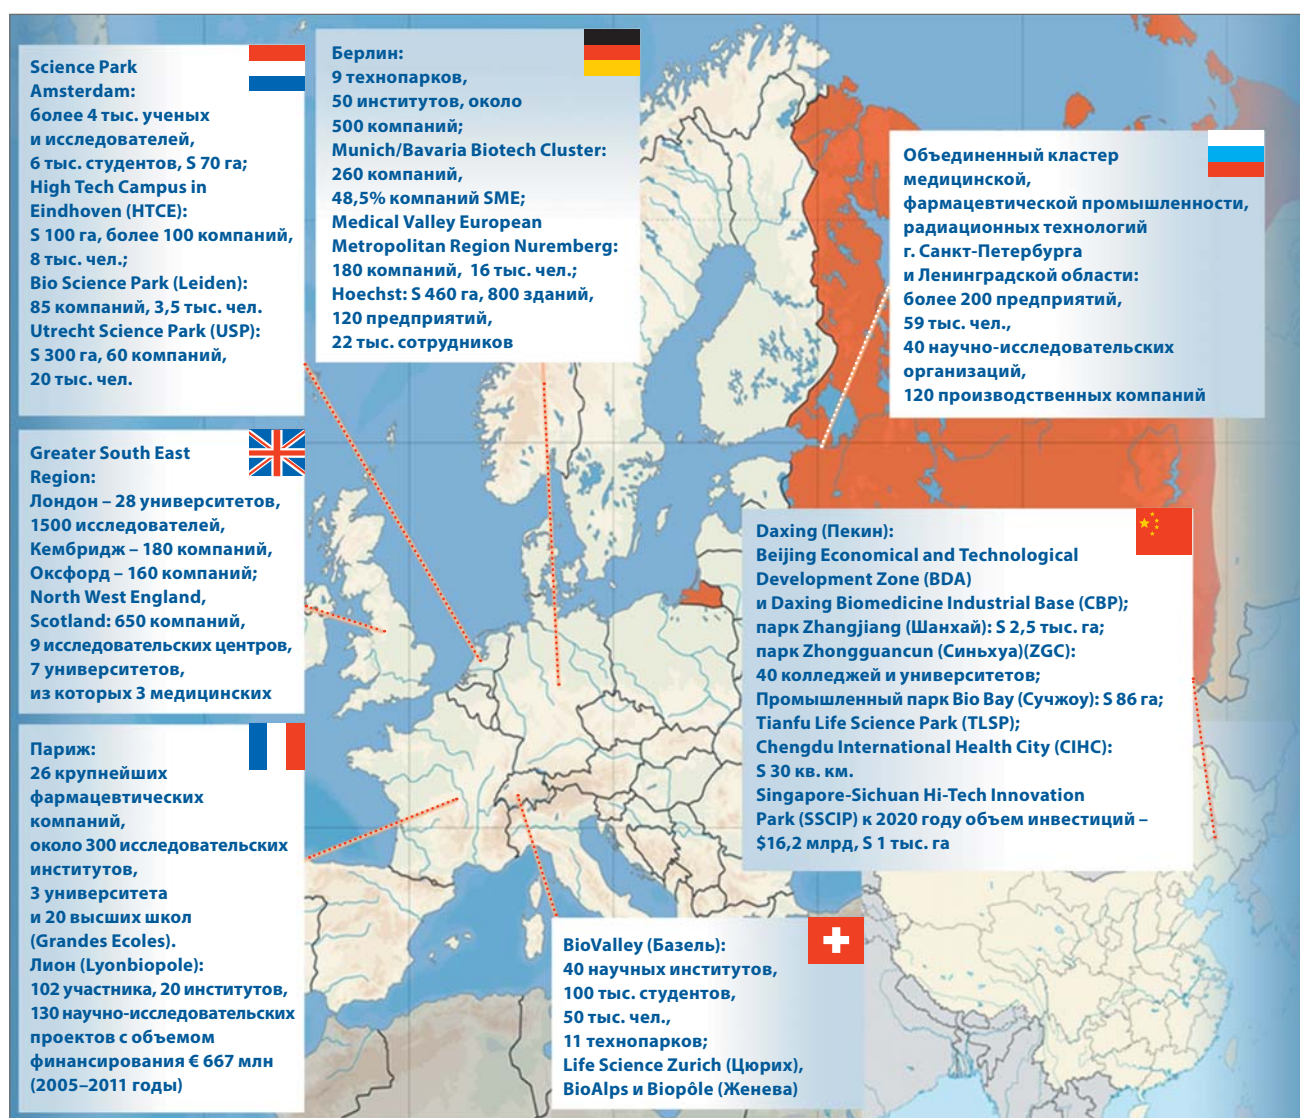 Science Park
Amsterdam:
более 4 тыс. ученых
и исследователей,
6 тыс. студентов, S 70 га;
High Tech Campus in
Eindhoven (HTCE):
S 100 га, более 100 компаний,
8 тыс. чел.;
Bio Science Park (Leiden):
85 компаний, 3,5 тыс. чел.
Utrecht Science Park (USP):
S 300 га, 60 компаний,
20 тыс. чел.
Берлин:
9 технопарков,
50 институтов, около
500 компаний;
Munich/Bavaria Biotech Cluster:
260 компаний,
48,5% компаний SME;
Medical Valley European
Metropolitan Region Nuremberg:
180 компаний, 16 тыс. чел.;
Hoechst: S 460 га, 800 зданий,
120 предприятий,
22 тыс. сотрудников
Объединенный кластер
медицинской,
фармацевтической промышленности,
радиационных технологий
г. Санкт-Петербурга
и Ленинградской области:
более 200 предприятий,
59 тыс. чел.,
40 научно-исследовательских
организаций,
120 производственных компаний
Greater South East
Region:
Лондон – 28 университетов,
1500 исследователей,
Кембридж – 180 компаний,
Оксфорд – 160 компаний;
North West England,
Scotland: 650 компаний,
9 исследовательских центров,
7 университетов,
из которых 3 медицинских
Daxing (Пекин):
Beijing Economical and Technological
Development Zone (BDA)
и Daxing Biomedicine Industrial Base (CBP);
парк Zhangjiang (Шанхай): S 2,5 тыс. га;
парк Zhongguancun (Синьхуа)(ZGC):
40 колледжей и университетов;
Промышленный парк Bio Bay (Сучжоу): S 86 га;
Tianfu Life Science Park (TLSP);
Chengdu International Health City (CIHC):
S 30 кв. км.
Singapore-Sichuan Hi-Tech Innovation
Park (SSCIP) к 2020 году объем инвестиций –
$16,2 млрд, S 1 тыс. га
Париж:
26 крупнейших
фармацевтических
компаний,
около 300 исследовательских
институтов,
3 университета
и 20 высших школ
(Grandes Ecoles).
Лион (Lyonbiopole):
102 участника, 20 институтов,
130 научно-исследовательских
проектов с объемом
финансирования € 667 млн
(2005–2011 годы)
BioValley (Базель):
40 научных институтов,
100 тыс. студентов,
50 тыс. чел.,
11 технопарков;
Life Science Zurich (Цюрих),
BioAlps и Biopôle (Женева)